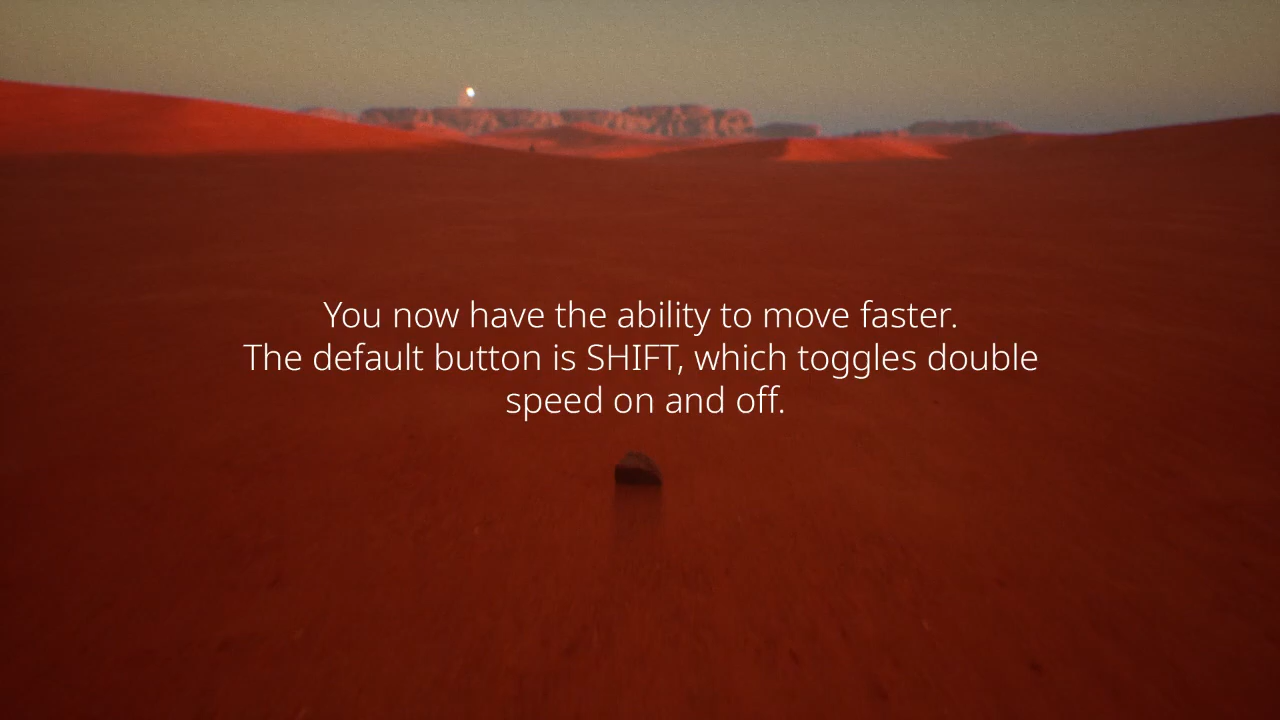 You now have the ability to move faster.
The default button is SHIFT, which toggles double
speed on and off.